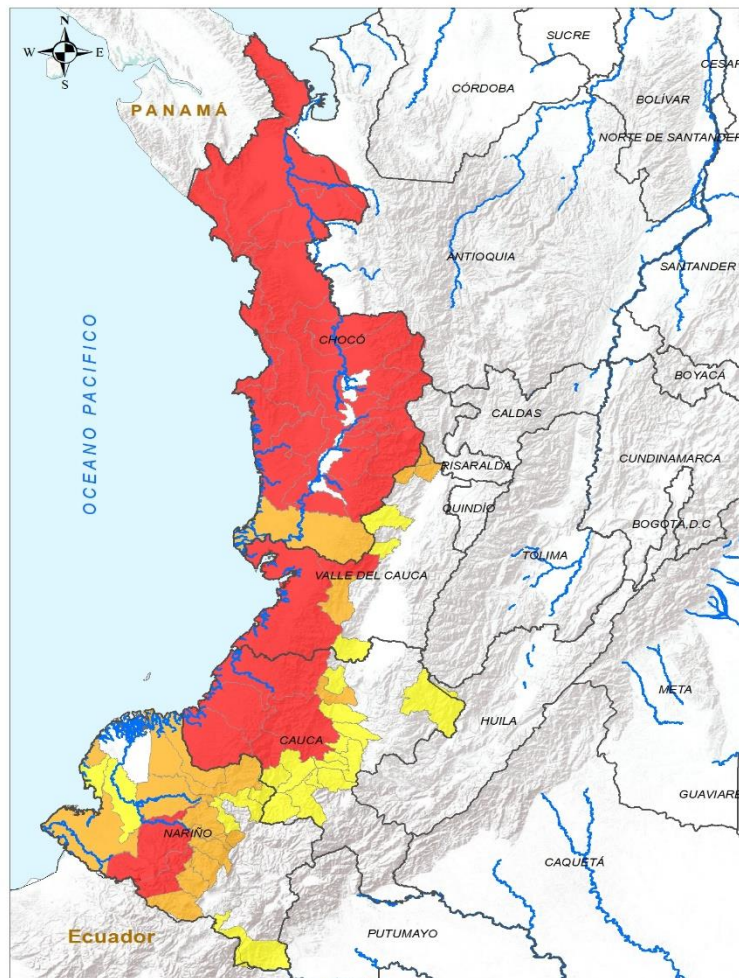 N
W E
S
SUCRE
CESAR
CÓRDOBA
BOLÍVAR
PANAMÁ
NORTE DE SANTANDER
ANTIOQUIA
SANTANDER
OCEANO PACIFICO
CHOCÓ
BOYACÁ
CALDAS
CUNDINAMARCA
RISARALDA
QUINDÍO
BOGOTÁ, D.C
TOLIMA
VALLE DEL CAUCA
META
HUILA
CAUCA
GUAVIARE
NARIÑO
CAQUETÁ
Ecuador
PUTUMAYO